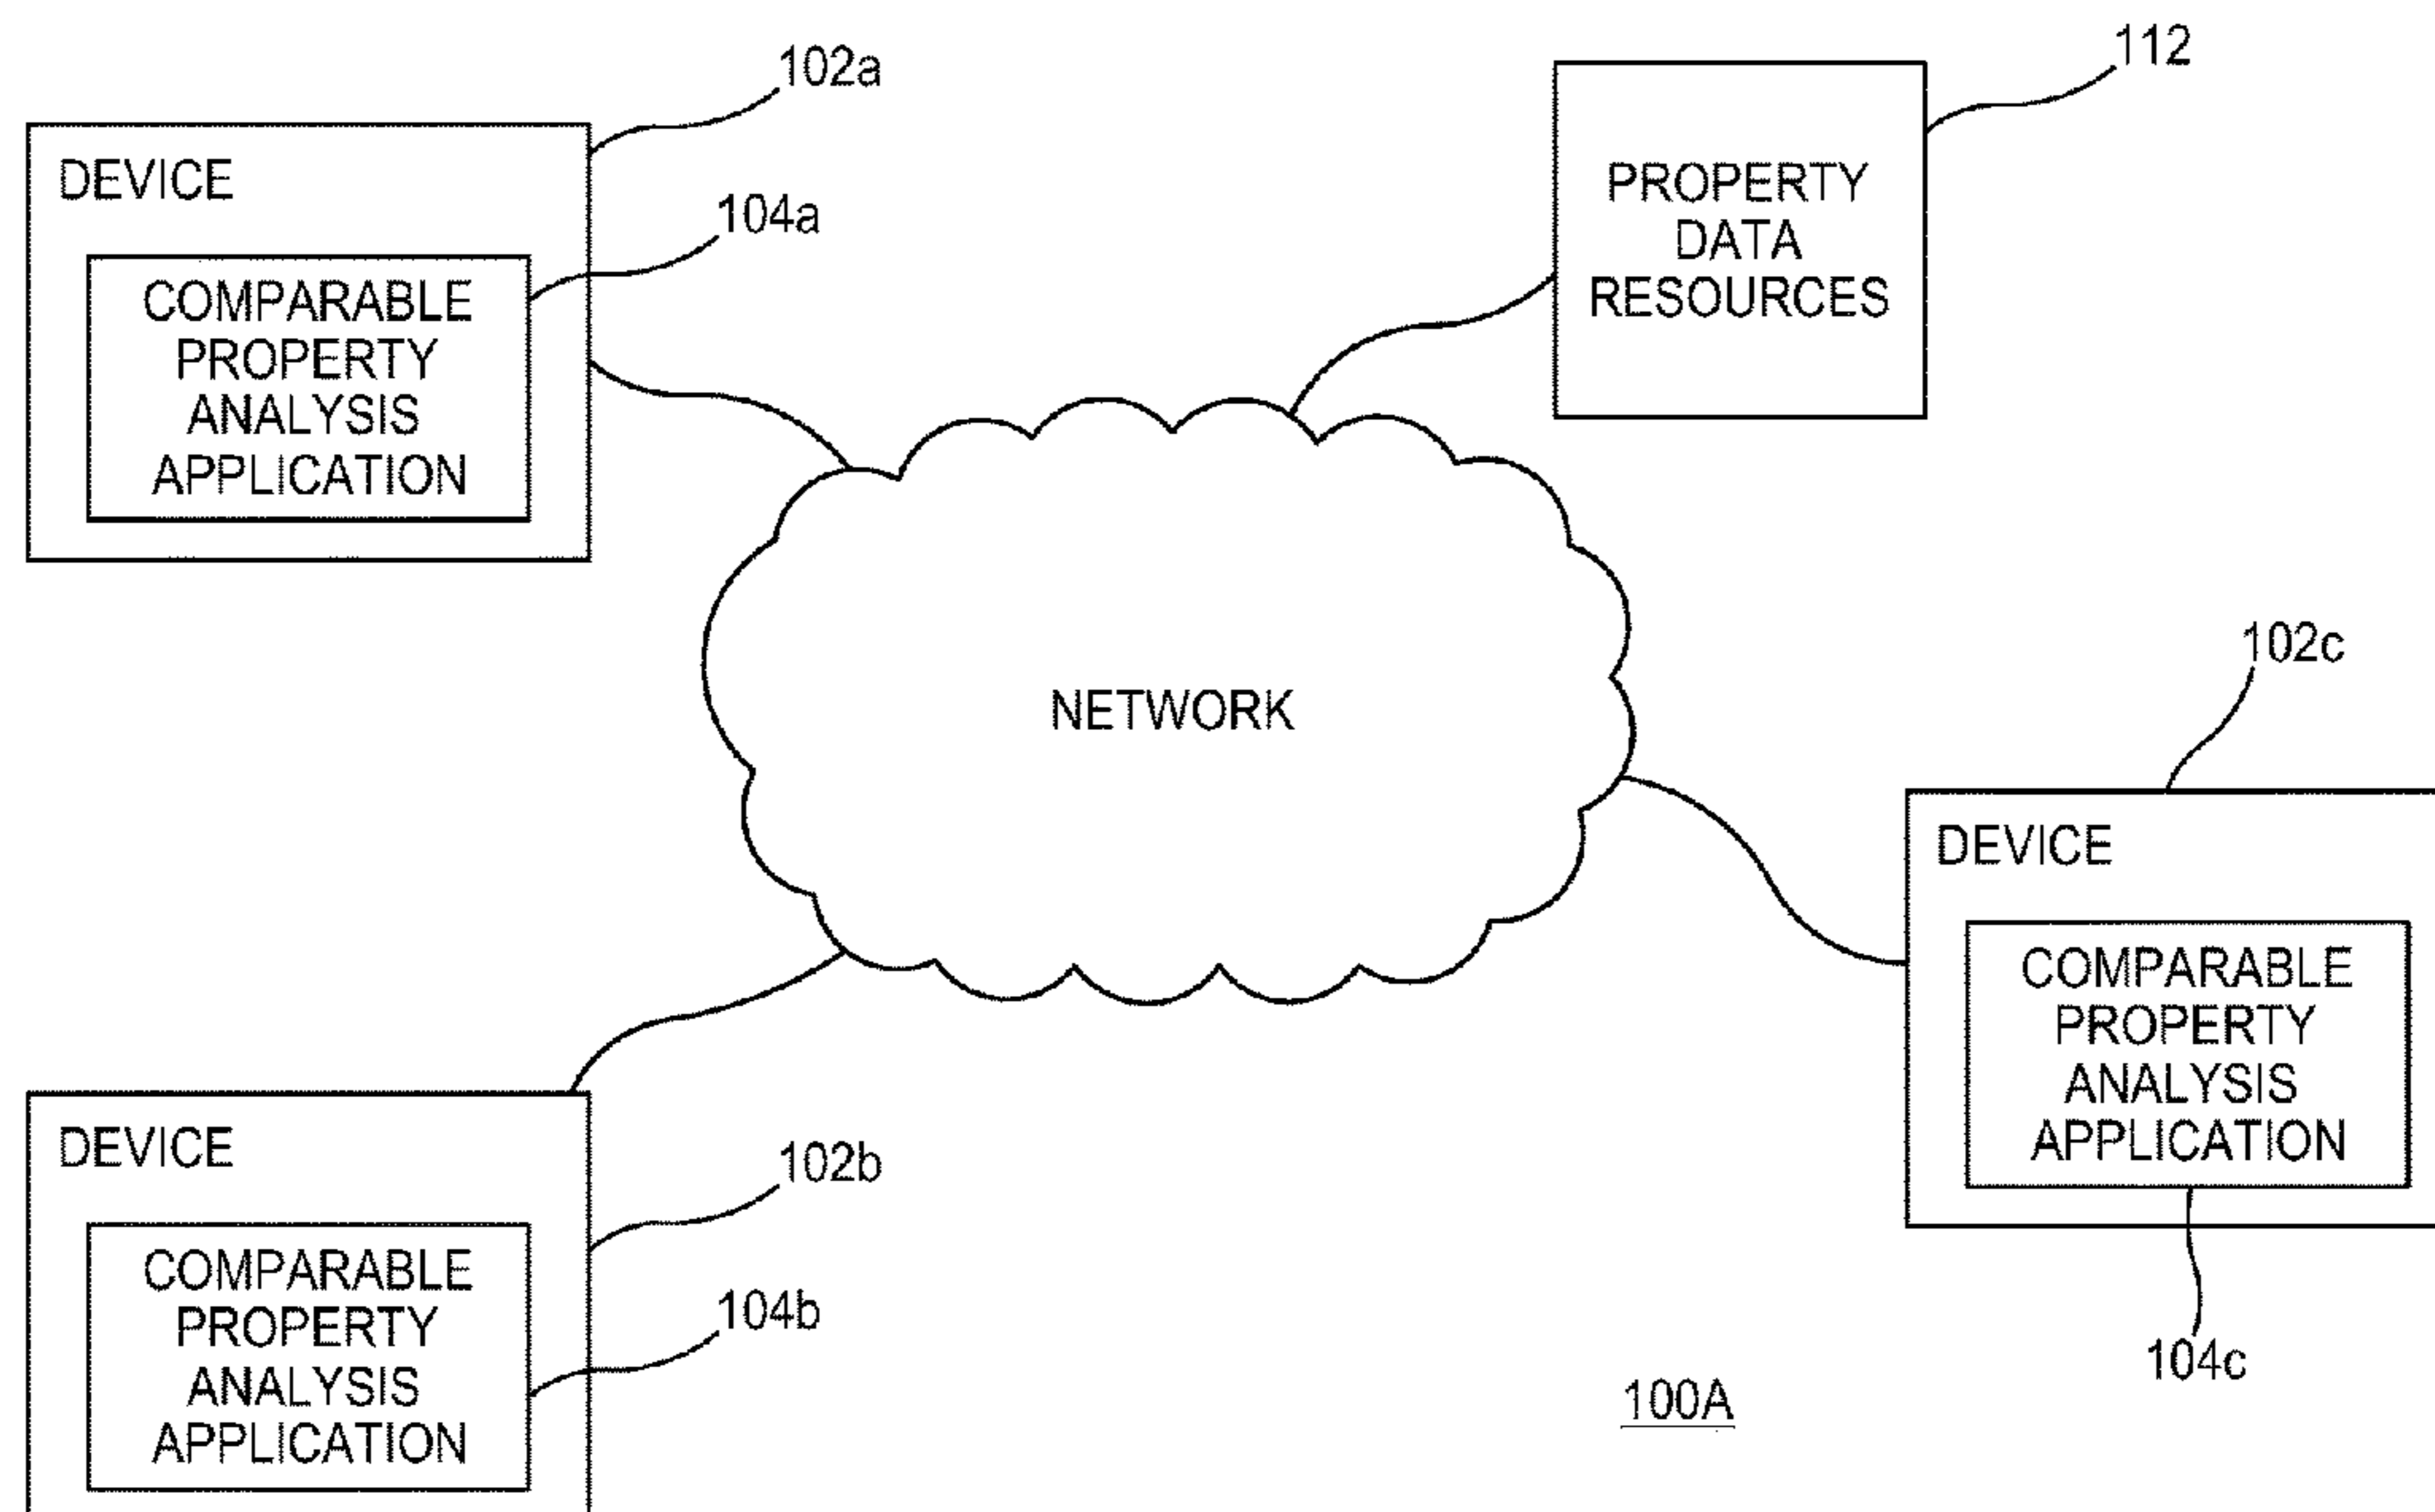 102a
112
DEVICE
104a
COMPARABLE
PROPERTY
ANALYSIS
APPLICATION
PROPERTY
DATA
RESOURCES
NETWORK
102c
DEVICE
COMPARABLE
PROPERTY
ANALYSIS
APPLICATION
104c
DEVICE
102b
COMPARABLE
PROPERTY
ANALYSIS
APPLICATION
104b
100A